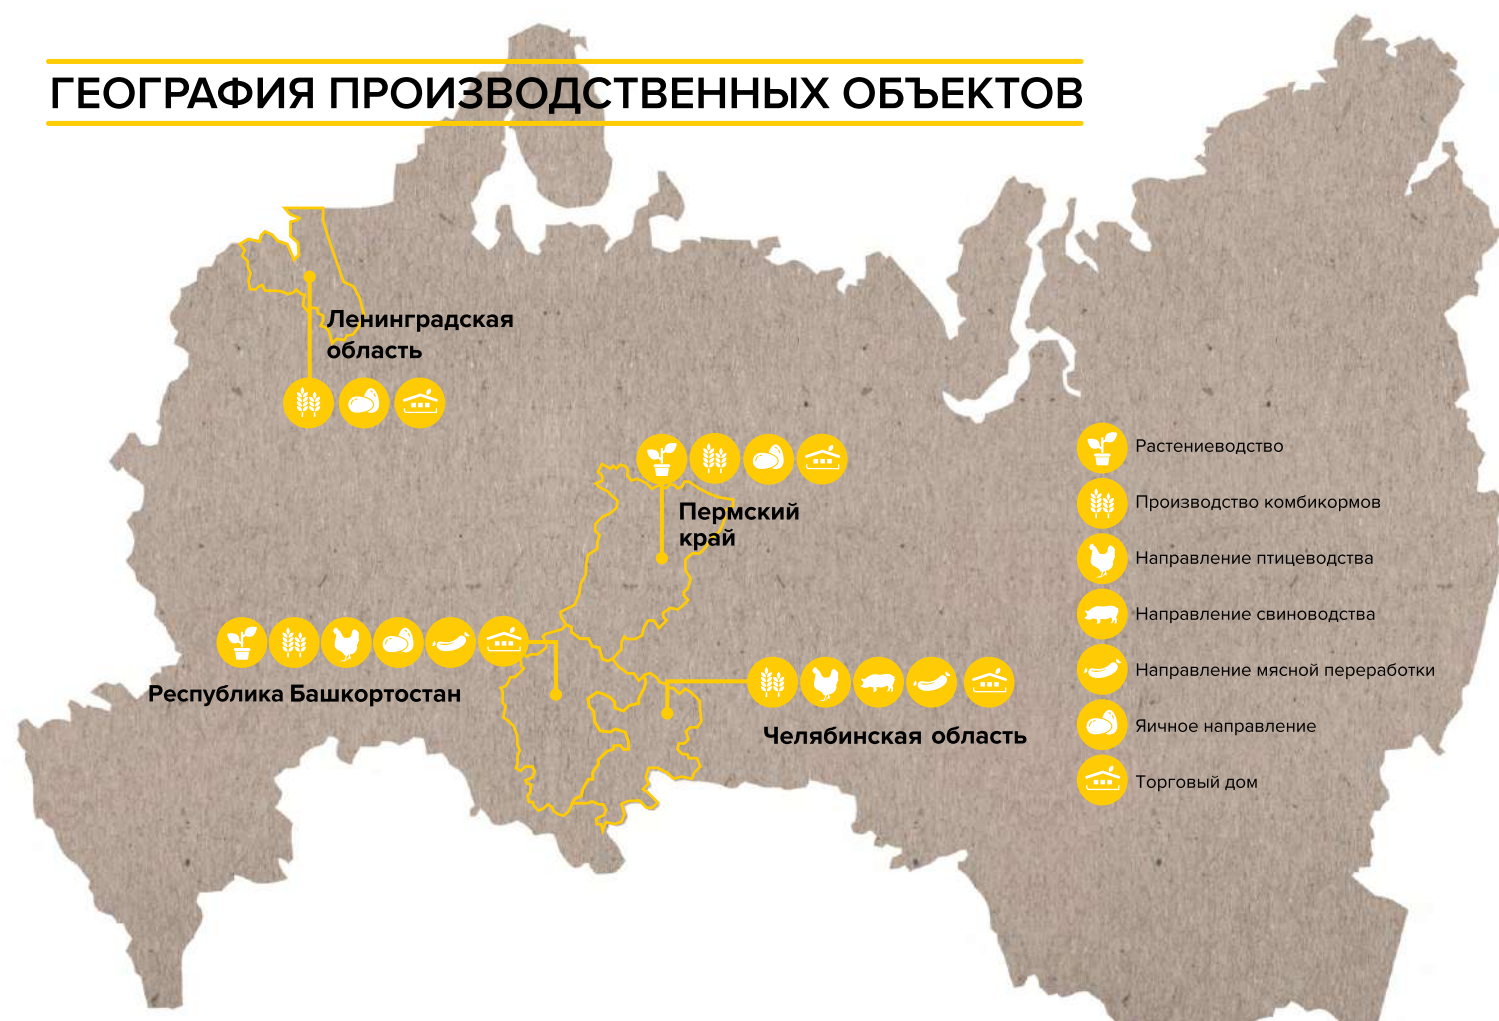 ГЕОГРАФИЯ ПРОИЗВОДСТВЕННЫХ ОБЪЕКТОВ
Ленинградская
область
Пермский
край
Республика Башкортостан
Челябинская область
Растениеводство
Производство комбикормов
Направление птицеводства
Направление свиноводства
Направление мясной переработки
Яичное направление
Торговый дом